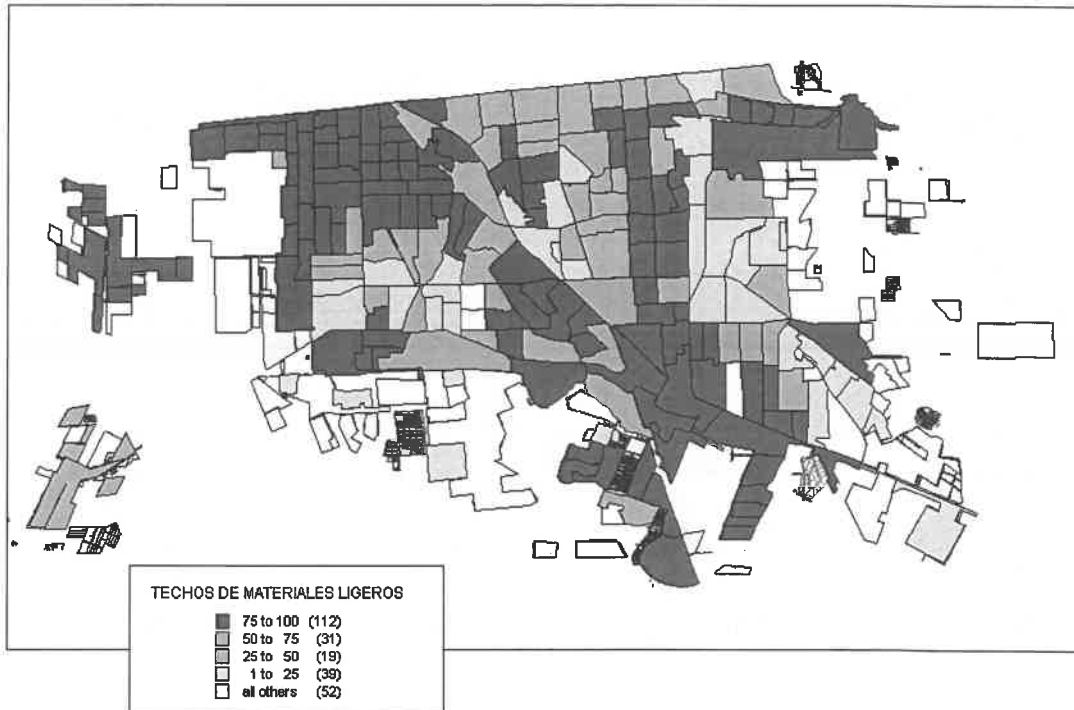 TECHOS DE MATERIALES LIGEROS
75 to 100 (112)
50 to 75 (31)
25 to 50 (19)
1 to 25 (39)
all others (52)